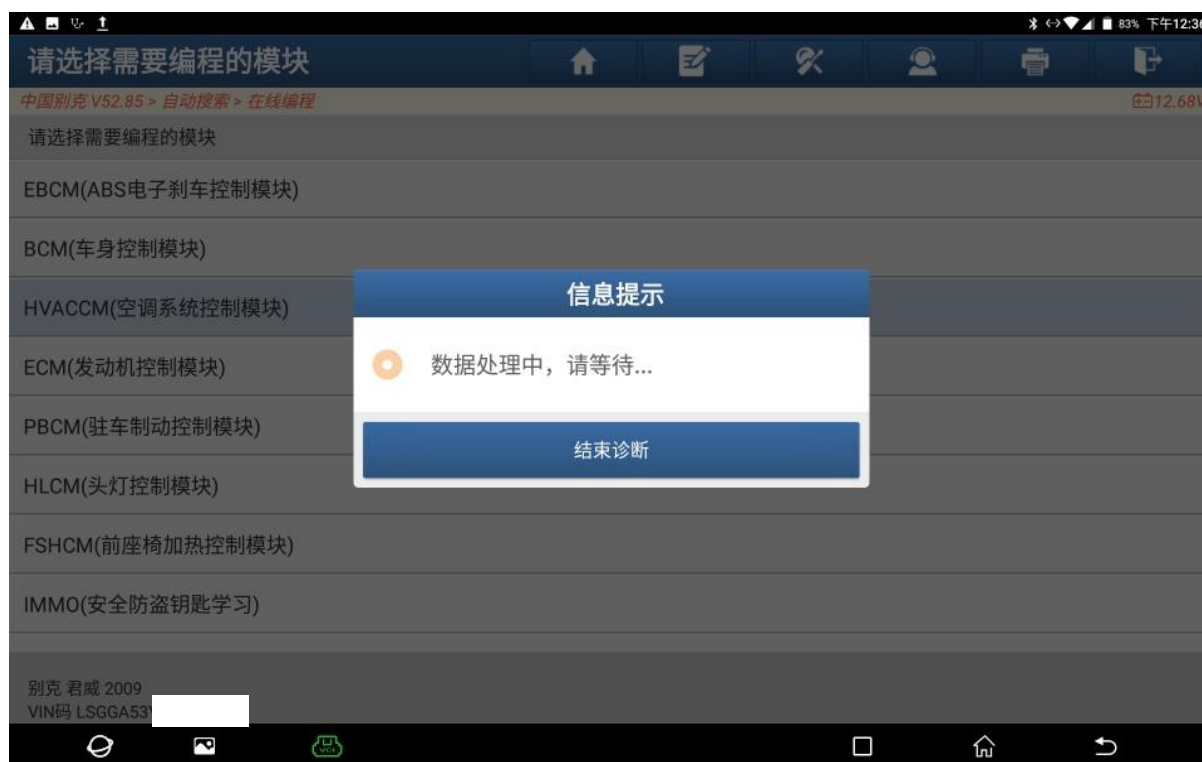 83% 下午12:36
请选择需要编程的模块
中国别克 V52.85 > 自动搜索 > 在线编程
12.68V
请选择需要编程的模块
EBCM(ABS电子刹车控制模块)
BCM(车身控制模块)
HVACCM(空调系统控制模块)
ECM(发动机控制模块)
PBCM(驻车制动控制模块)
HLCM(头灯控制模块)
FSHCM(前座椅加热控制模块)
IMMO(安全防盗钥匙学习)
信息提示
数据处理中，请等待...
结束诊断
别克 君威 2009
VIN码 LSGGA53Y
VCI